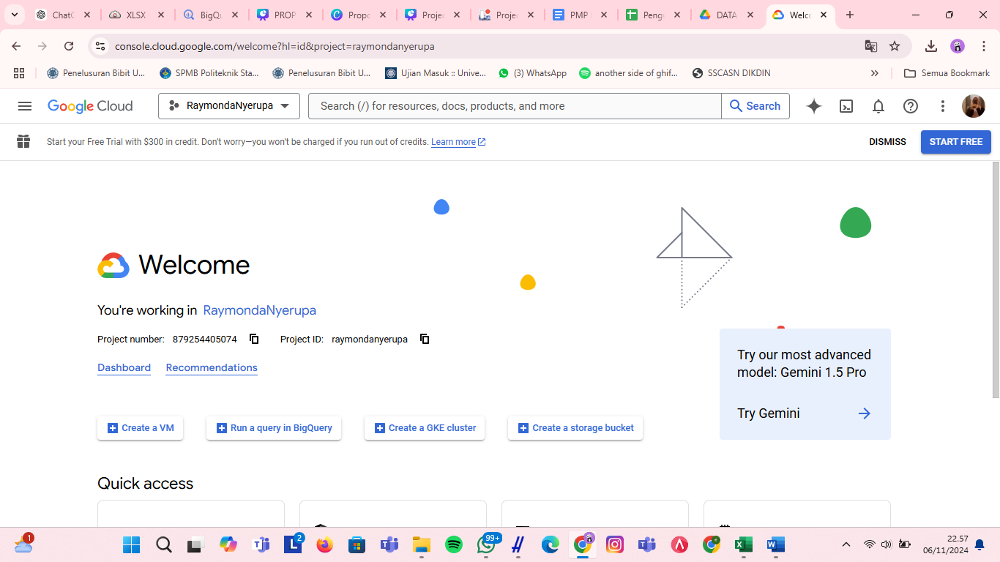 ChatG XLSX BigQu PROP Propo Projec Projec PMP Pengu DATA Welco
console.cloud.google.com/welcome?hl=id&project=raymondanyerupa
Penelusuran Bibit U... SPMB Politeknik Sta... Penelusuran Bibit U... Ujian Masuk :: Unive... (3) WhatsApp another side of ghif... SSCASN DIKDIN Semua Bookmark
Google Cloud RaymondaNyerupa Search (/) for resources, docs, products, and more Search
Start your Free Trial with $300 in credit. Don't worry—you won't be charged if you run out of credits. Learn more DISMISS START FREE
Welcome
You're working in RaymondaNyerupa
Project number: 879254405074 Project ID: raymondanyerupa
Dashboard Recommendations
Try our most advanced
model: Gemini 1.5 Pro
Try Gemini
Create a VM Run a query in BigQuery Create a GKE cluster Create a storage bucket
Quick access
1 2 99+ 22.57
06/11/2024